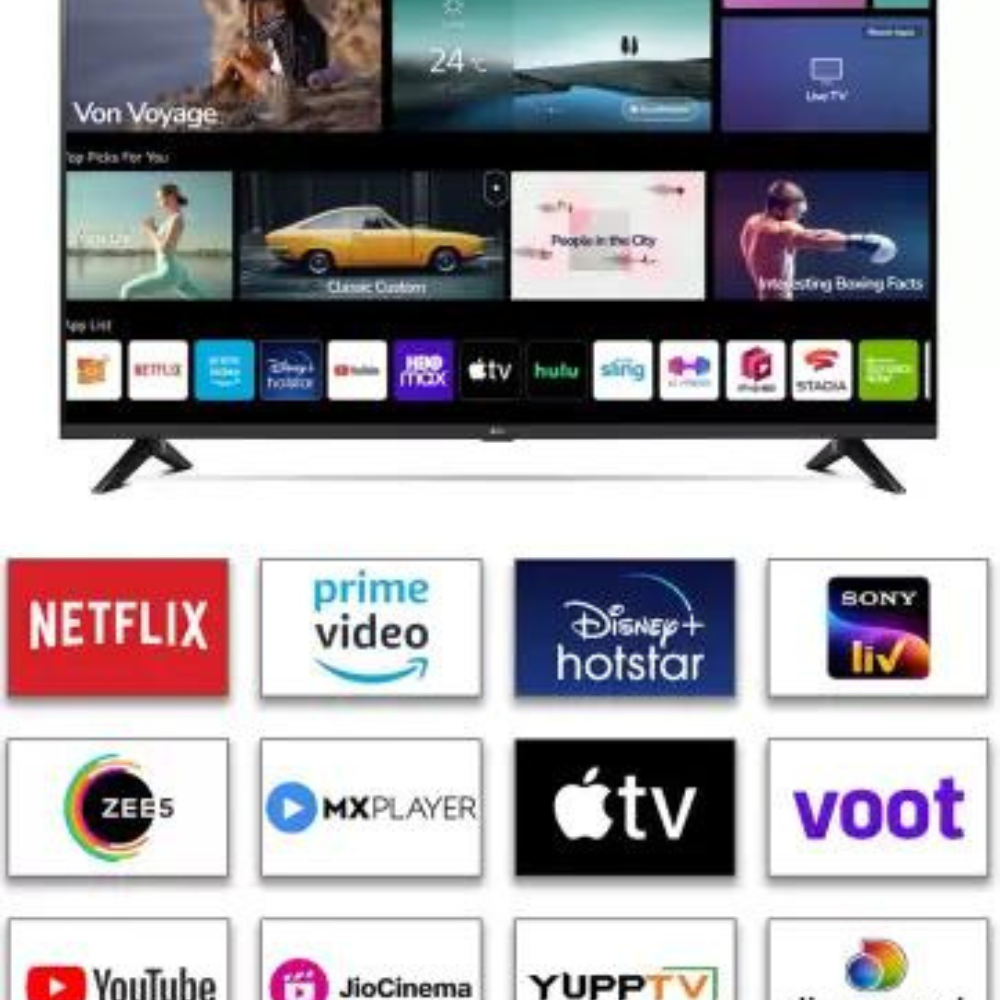 24°C
Von Voyage
Live TV
Top Picks For You
People in the City
Classic Custom
Interesting Boxing Facts
App List
NETFLIX
prime video
Disney+ hotstar
YouTube
HBO max
tv
hulu
sling
STADIA
NETFLIX
prime
video
Disney+
hotstar
SONY
liv
ZEE5
MXPLAYER
tv
voot
YouTube
JioCinema
YUPPTV